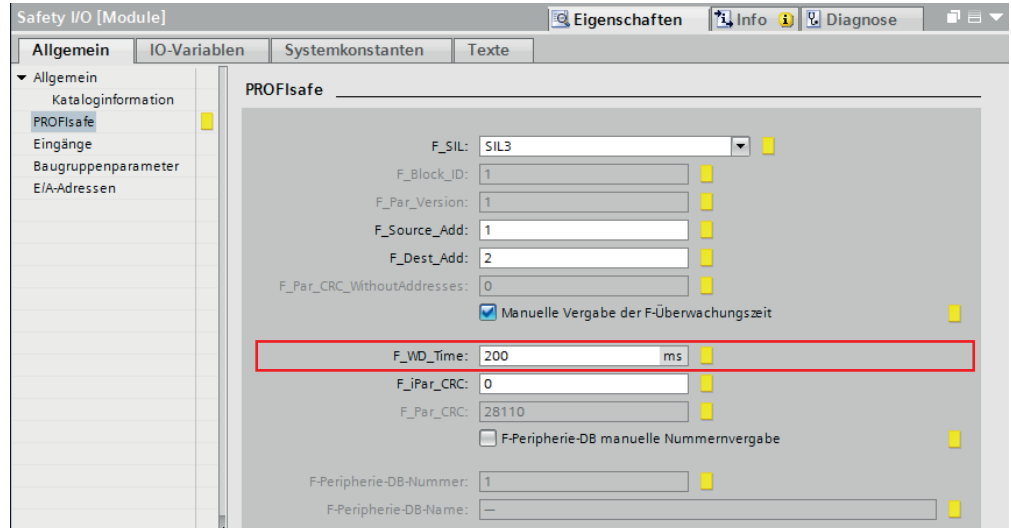 Safety I/O [Module]
Eigenschaften
Info
Diagnose
Allgemein
IO-Variablen
Systemkonstanten
Texte
Allgemein
Kataloginformation
PROFIsafe
Eingänge
Baugruppenparameter
E/A-Adressen
PROFIsafe
F_SIL: SIL3
F_Block_ID: 1
F_Par_Version: 1
F_Source_Add: 1
F_Dest_Add: 2
F_Par_CRC_WithoutAddresses: 0
Manuelle Vergabe der F-Überwachungszeit
F_WD_Time: 200 ms
F_iPar_CRC: 0
F_Par_CRC: 28110
F-Peripherie-DB manuelle Nummernvergabe
F-Peripherie-DB-Nummer: 1
F-Peripherie-DB-Name: —